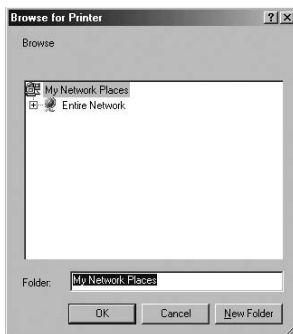 Browse for Printer
Browse
My Network Places
Entire Network
Folder: My Network Places
OK Cancel New Folder